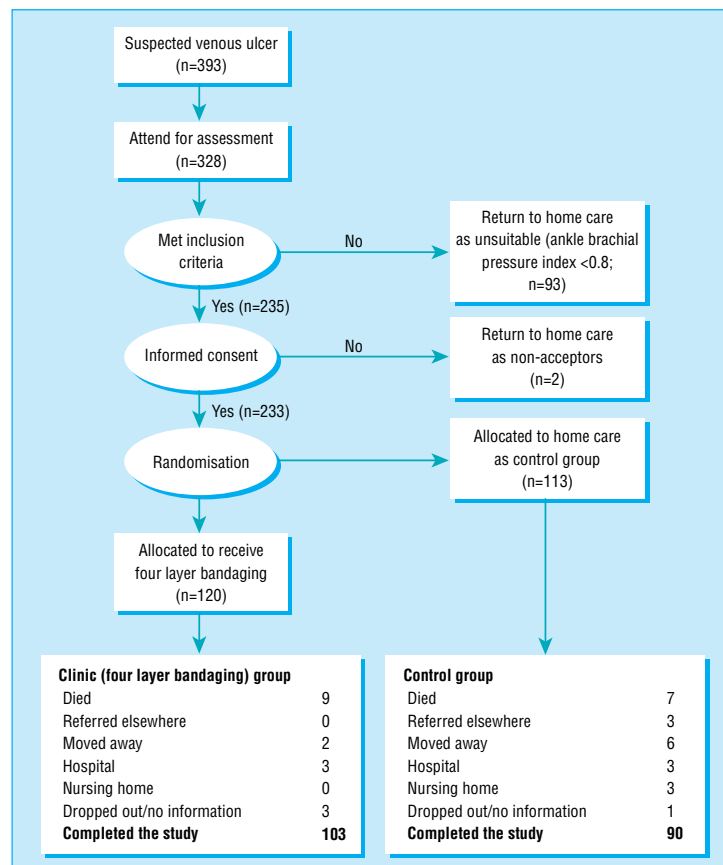 Suspected venous ulcer
(n=393)
Attend for assessment
(n=328)
Met inclusion
criteria
No
Return to home care
as unsuitable (ankle brachial
pressure index <0.8;
n=93)
Yes (n=235)
Informed consent
No
Return to home care
as non-acceptors
(n=2)
Yes (n=233)
Randomisation
Allocated to home care
as control group
(n=113)
Allocated to receive
four layer bandaging
(n=120)
Clinic (four layer bandaging) group
Died 9
Referred elsewhere 0
Moved away 2
Hospital 3
Nursing home 0
Dropped out/no information 3
Completed the study 103
Control group
Died 7
Referred elsewhere 3
Moved away 6
Hospital 3
Nursing home 3
Dropped out/no information 1
Completed the study 90